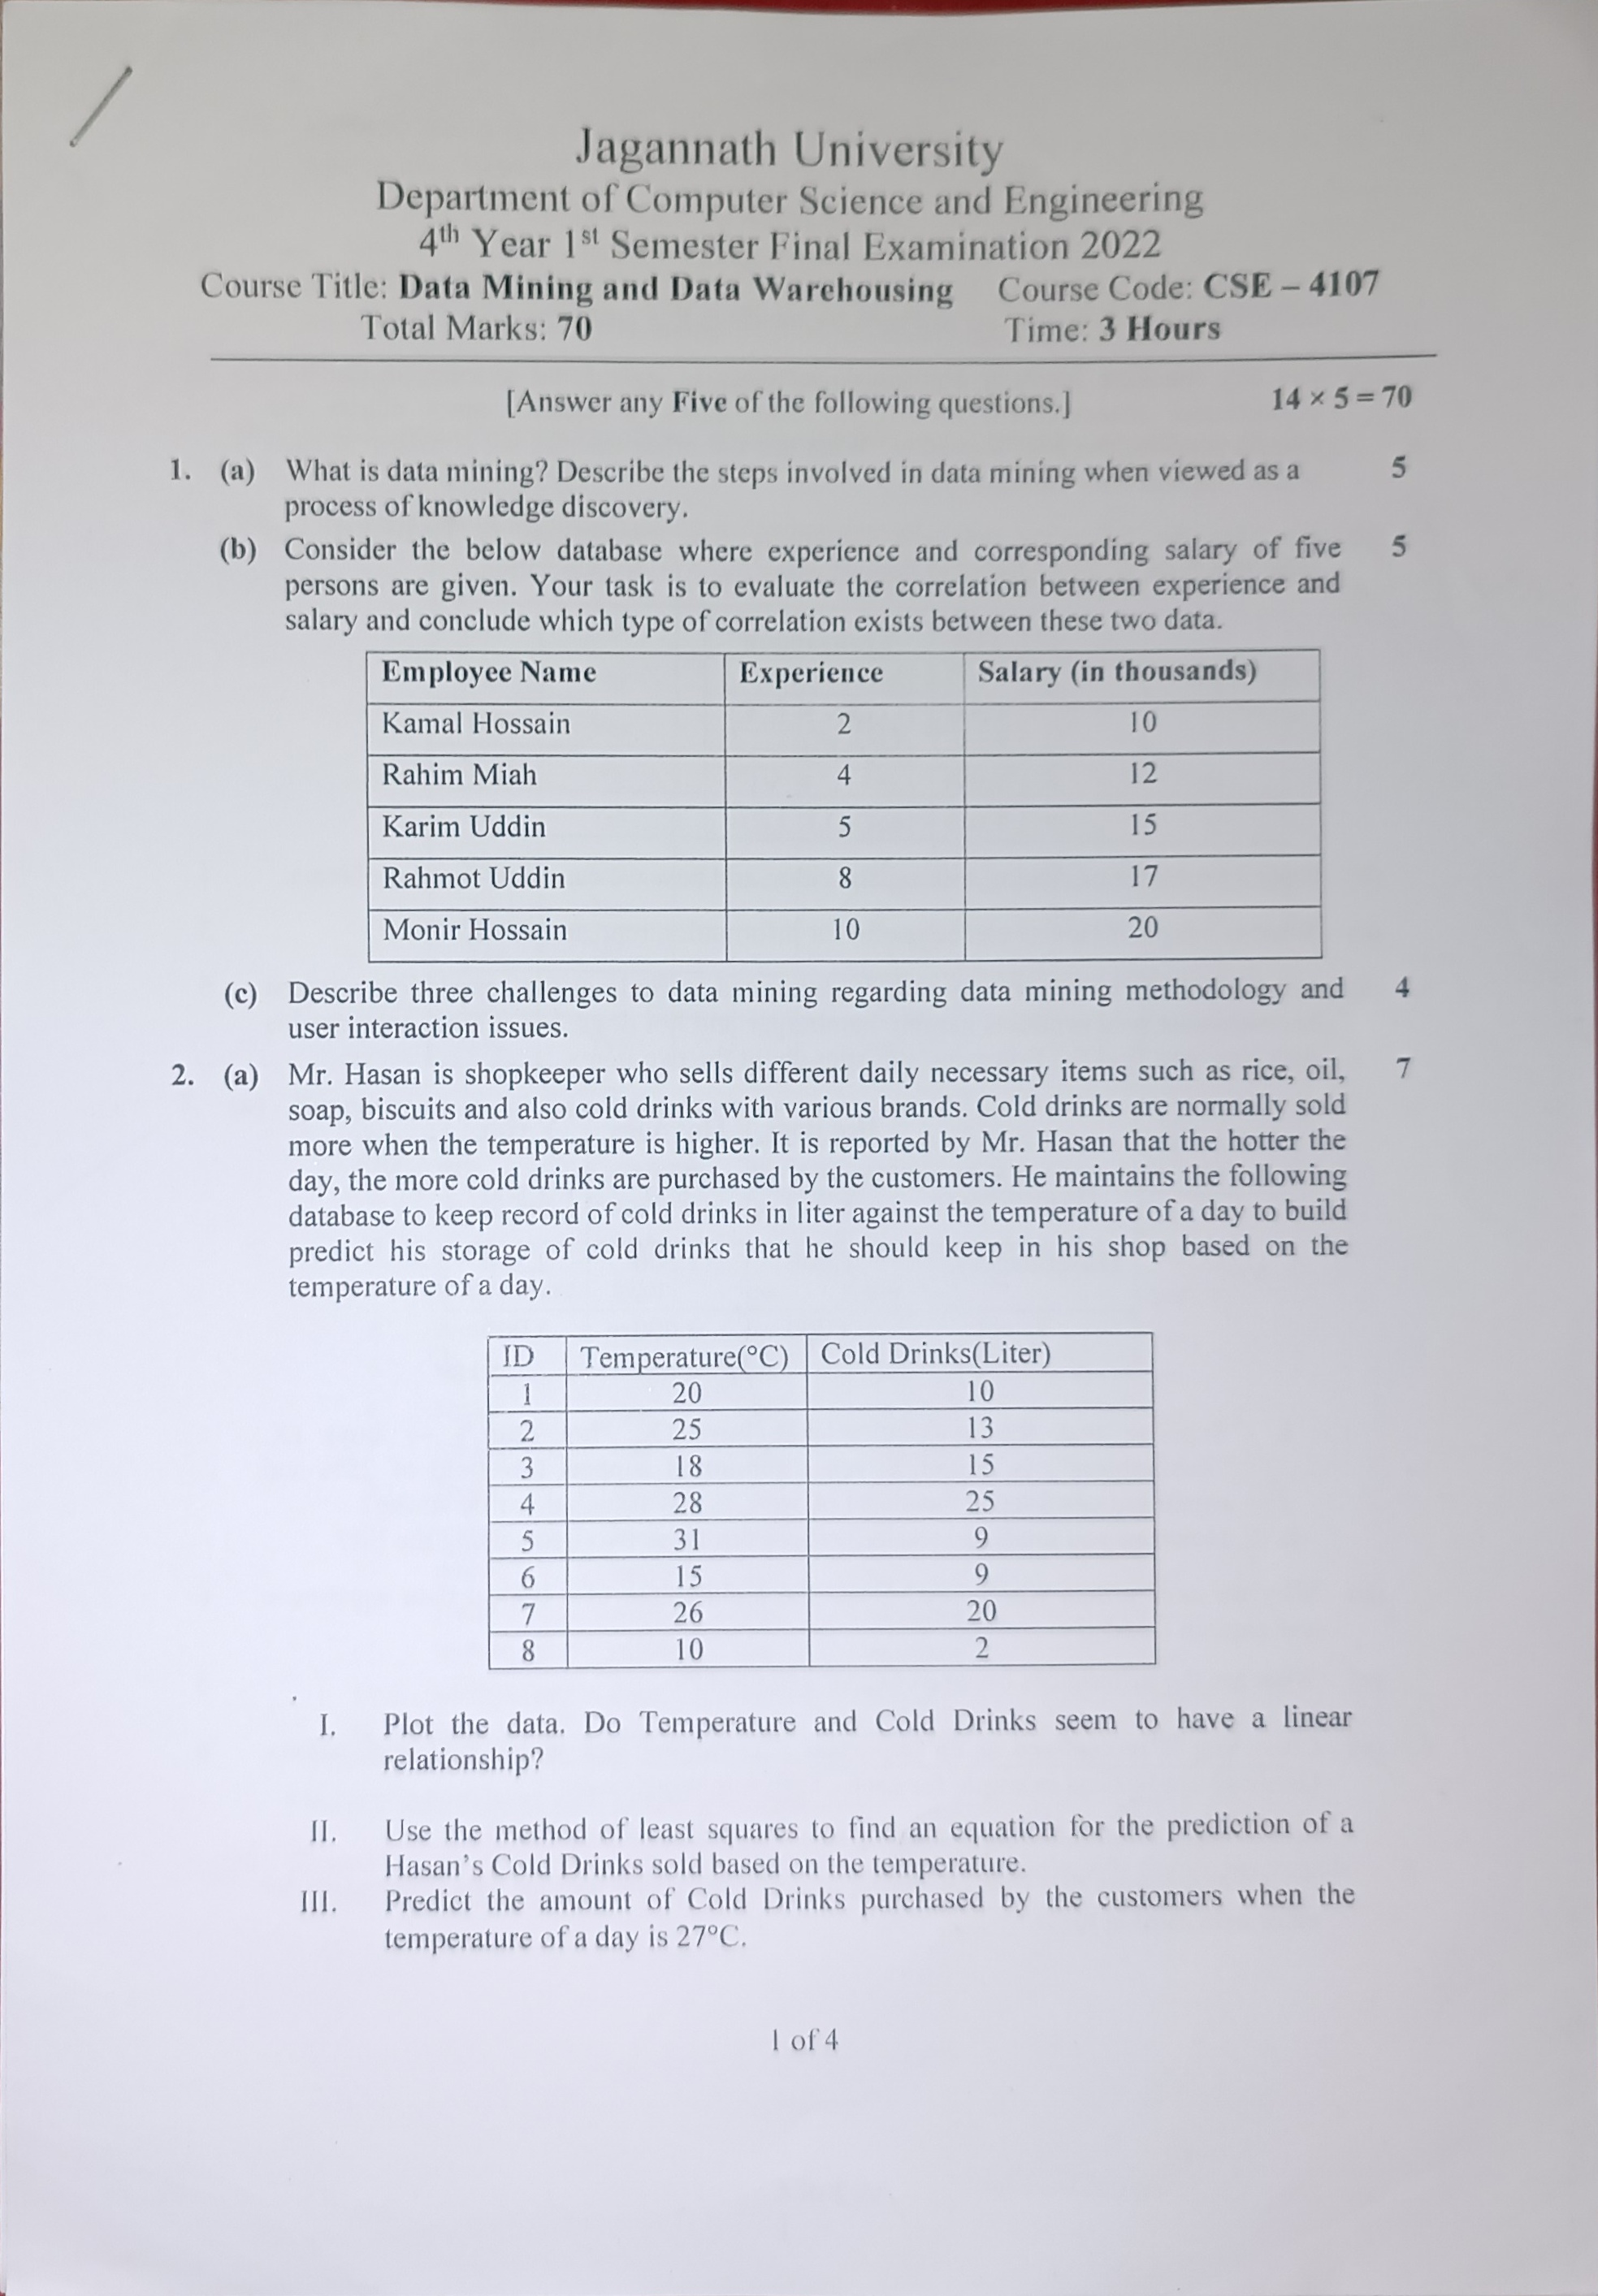 Jagannath University
Department of Computer Science and Engineering
4th Year 1st Semester Final Examination 2022
Course Title: Data Mining and Data Warehousing Course Code: CSE – 4107
Total Marks: 70 Time: 3 Hours
[Answer any Five of the following questions.] 14 × 5 = 70
1. (a) What is data mining? Describe the steps involved in data mining when viewed as a 5
process of knowledge discovery.
(b) Consider the below database where experience and corresponding salary of five 5
persons are given. Your task is to evaluate the correlation between experience and
salary and conclude which type of correlation exists between these two data.
Employee Name Experience Salary (in thousands)
Kamal Hossain 2 10
Rahim Miah 4 12
Karim Uddin 5 15
Rahmot Uddin 8 17
Monir Hossain 10 20
(c) Describe three challenges to data mining regarding data mining methodology and 4
user interaction issues.
2. (a) Mr. Hasan is shopkeeper who sells different daily necessary items such as rice, oil, 7
soap, biscuits and also cold drinks with various brands. Cold drinks are normally sold
more when the temperature is higher. It is reported by Mr. Hasan that the hotter the
day, the more cold drinks are purchased by the customers. He maintains the following
database to keep record of cold drinks in liter against the temperature of a day to build
predict his storage of cold drinks that he should keep in his shop based on the
temperature of a day.
ID Temperature(°C) Cold Drinks(Liter)
1 20 10
2 25 13
3 18 15
4 28 25
5 31 9
6 15 9
7 26 20
8 10 2
I. Plot the data. Do Temperature and Cold Drinks seem to have a linear
relationship?
II. Use the method of least squares to find an equation for the prediction of a
Hasan's Cold Drinks sold based on the temperature.
III. Predict the amount of Cold Drinks purchased by the customers when the
temperature of a day is 27°C.
1 of 4